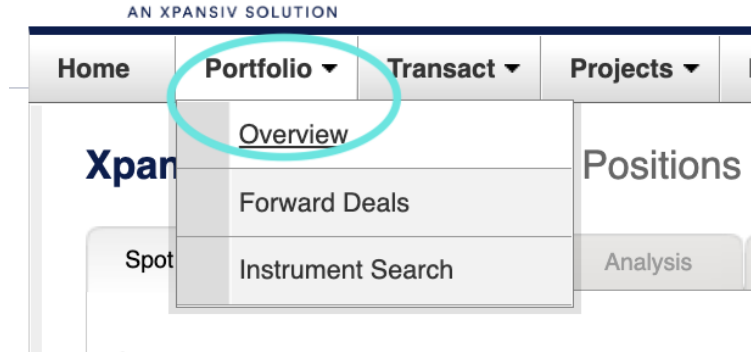 AN XPANSIV SOLUTION
Home Portfolio Transact Projects
Overview
Xpan Positions
Forward Deals
Spot Analysis
Instrument Search